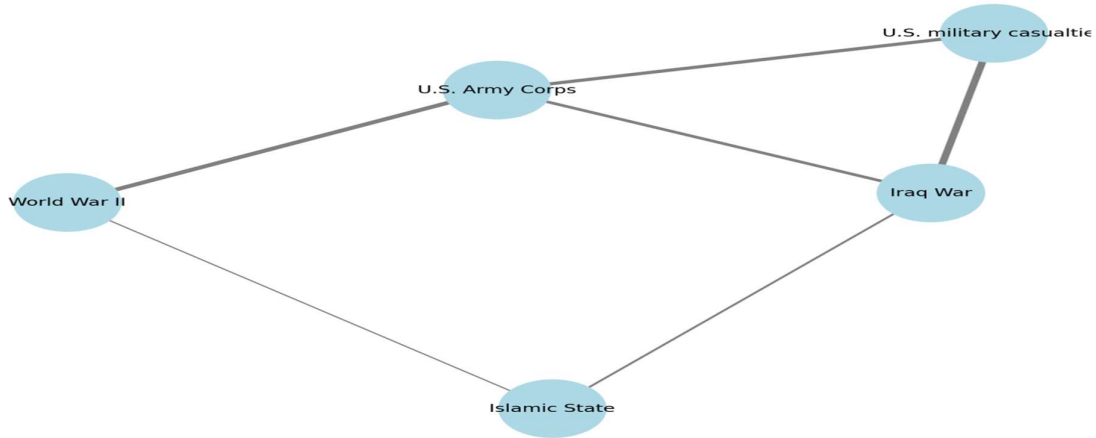 U.S. military casualtie
U.S. Army Corps
World War II
Iraq War
Islamic State